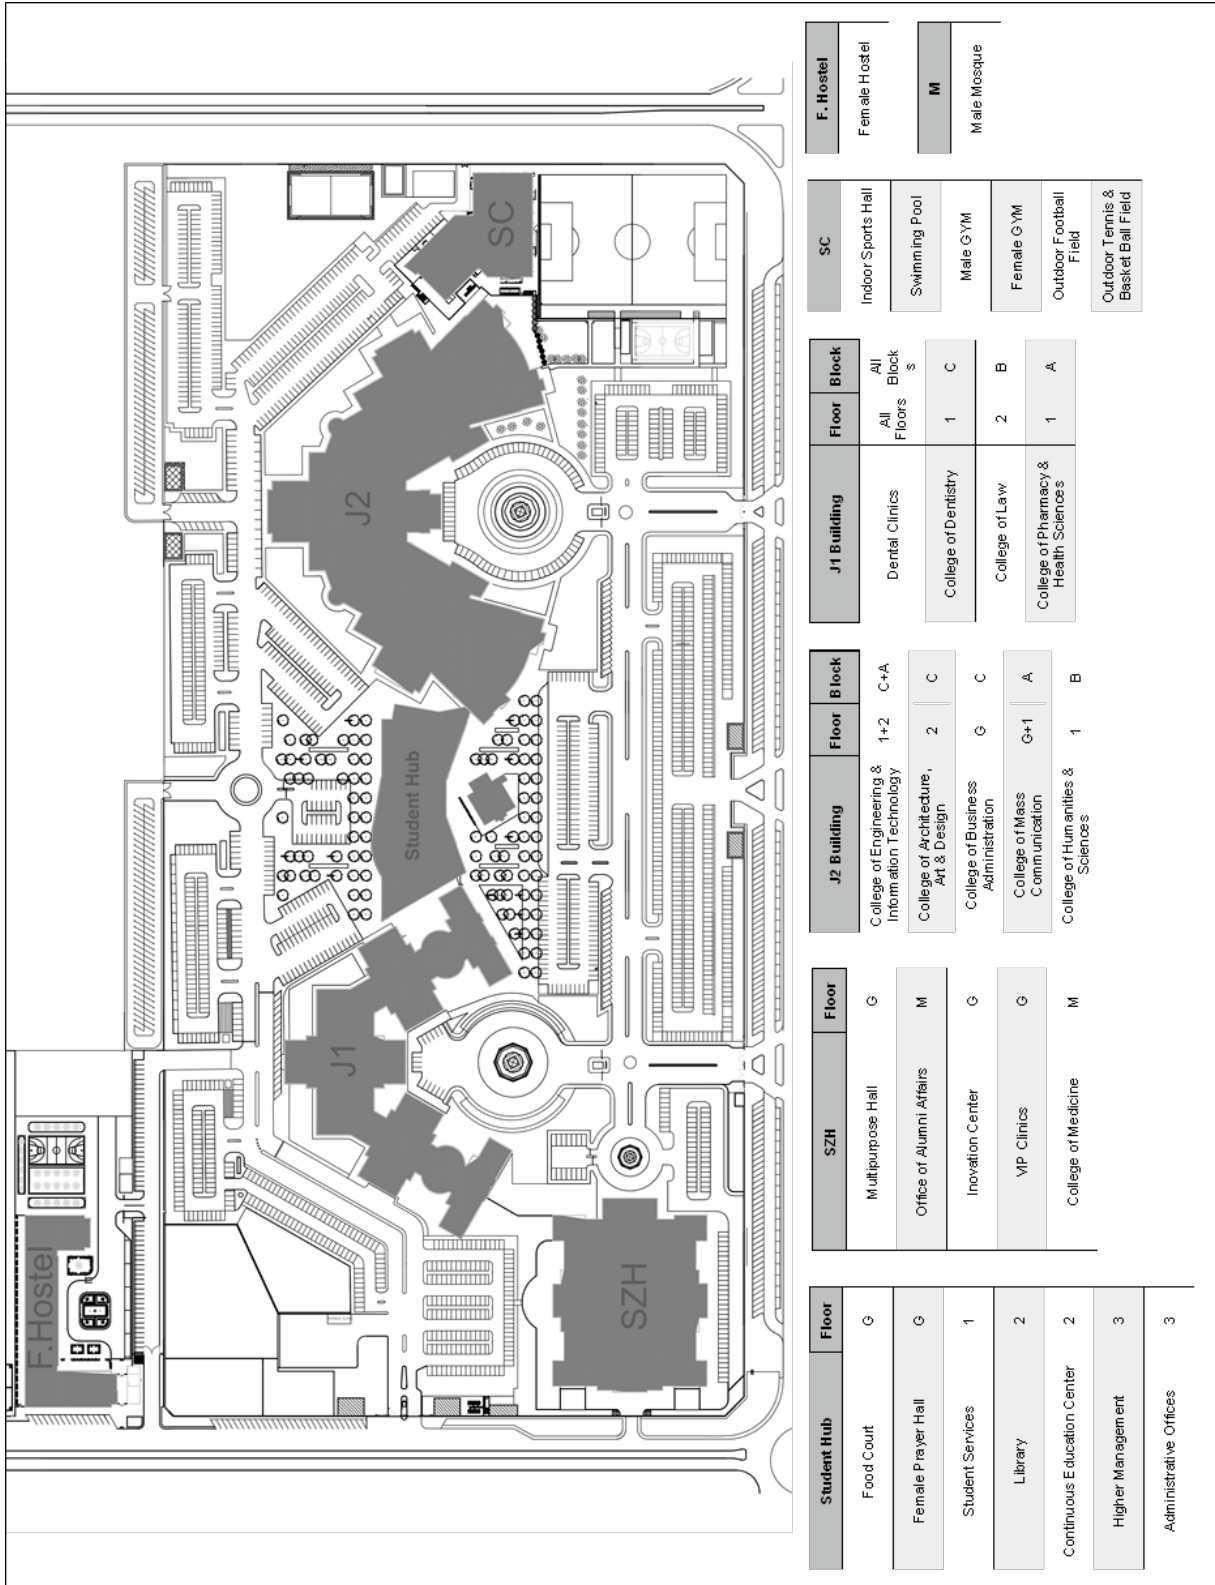 F.Hostel
SZH
J1
Student Hub
J2
SC
Student Hub Floor
Food Court G
Female Prayer Hall G
Student Services 1
Library 2
Continuous Education Center 2
Higher Management 3
Administrative Offices 3
SZH Floor
Multipurpose Hall G
Office of Alumni Affairs M
Inovation Center G
VIP Clinics G
College of Medicine M
J2 Building Floor Block
College of Engineering &
Information Technology 1+2 C+A
College of Architecture,
Art & Design 2 C
College of Business
Administration G C
College of Mass
Communication G+1 A
College of Humanities &
Sciences 1 B
J1 Building Floor Block
Dental Clinics All
Floors All
Block
s
College of Dentistry 1 C
College of Law 2 B
College of Pharmacy &
Health Sciences 1 A
SC
Indoor Sports Hall
Swimming Pool
Male GYM
Female GYM
Outdoor Football
Field
Outdoor Tennis &
Basket Ball Field
F. Hostel
Female Hostel
M
Male Mosque